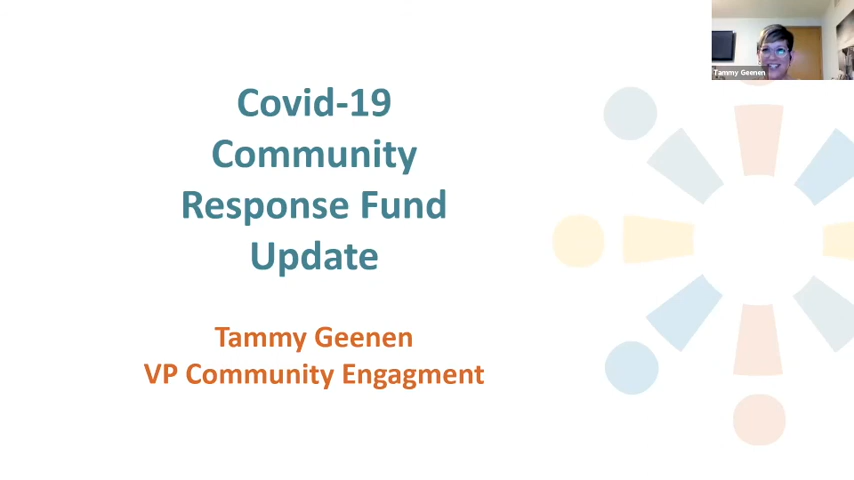 Tammy Geenen
Covid-19
Community
Response Fund
Update
Tammy Geenen
VP Community Engagment